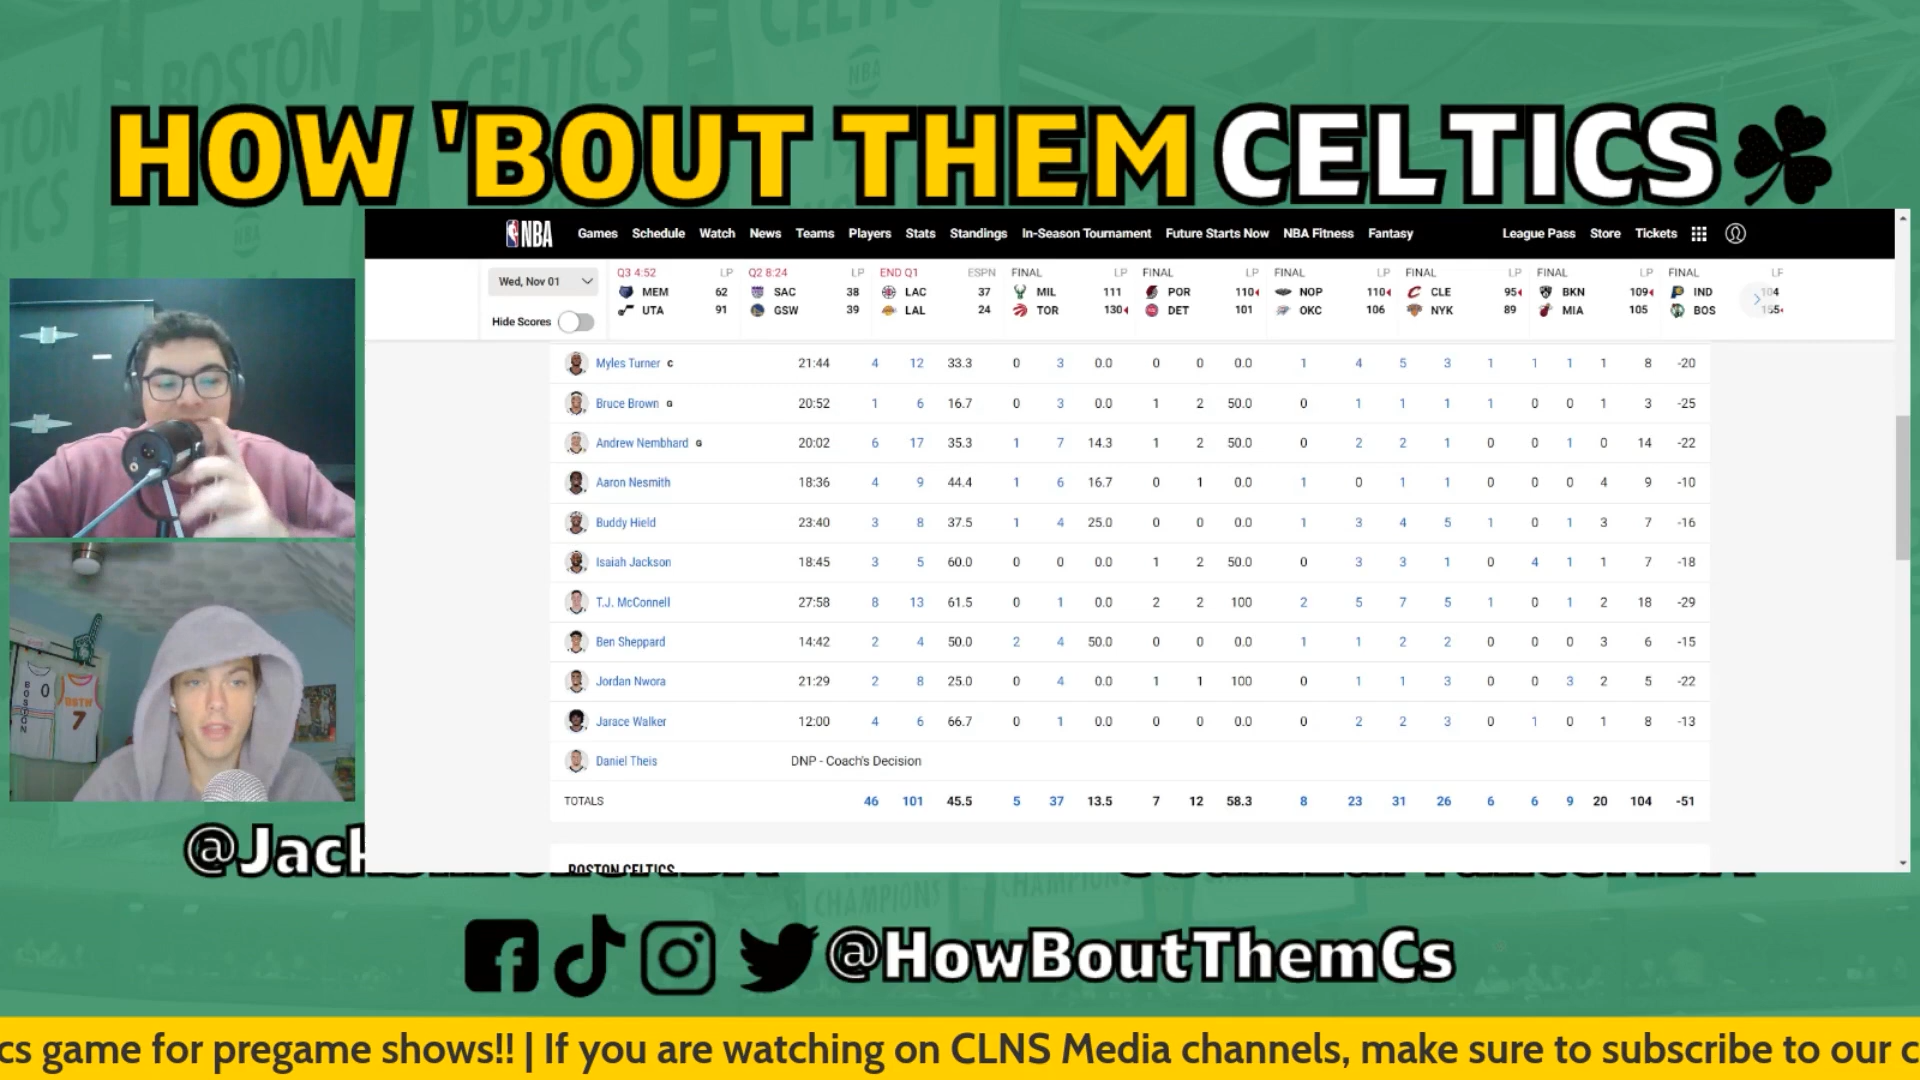 HOW 'BOUT THEM CELTICS
NBA Games Schedule Watch News Teams Players Stats Standings In-Season Tournament Future Starts Now NBA Fitness Fantasy League Pass Store Tickets
Wed, Nov 01
Hide Scores
Q3 4:52 LP Q2 8:24 LP END Q1 ESPN FINAL LP FINAL LP FINAL LP FINAL LP FINAL LP FINAL LP
MEM 62 SAC 38 LAC 37 MIL 111 POR 110 NOP 110 CLE 95 BKN 109 IND 104
UTA 91 GSW 39 LAL 24 TOR 130 DET 101 OKC 106 NYK 89 MIA 105 BOS 155
Myles Turner C 21:44 4 12 33.3 0 3 0.0 0 0 0.0 1 4 5 3 1 1 1 1 8 -20
Bruce Brown G 20:52 1 6 16.7 0 3 0.0 1 2 50.0 0 1 1 1 1 0 0 1 3 -25
Andrew Nembhard G 20:02 6 17 35.3 1 7 14.3 1 2 50.0 0 2 2 1 0 0 1 0 14 -22
Aaron Nesmith 18:36 4 9 44.4 1 6 16.7 0 1 0.0 1 0 1 1 0 0 0 4 9 -10
Buddy Hield 23:40 3 8 37.5 1 4 25.0 0 0 0.0 1 3 4 5 1 0 1 3 7 -16
Isaiah Jackson 18:45 3 5 60.0 0 0 0.0 1 2 50.0 0 3 3 1 0 4 1 1 7 -18
T.J. McConnell 27:58 8 13 61.5 0 1 0.0 2 2 100 2 5 7 5 1 0 1 2 18 -29
Ben Sheppard 14:42 2 4 50.0 2 4 50.0 0 0 0.0 1 1 2 2 0 0 0 3 6 -15
Jordan Nwora 21:29 2 8 25.0 0 4 0.0 1 1 100 0 1 1 3 0 0 3 2 5 -22
Jarace Walker 12:00 4 6 66.7 0 1 0.0 0 0 0.0 0 2 2 3 0 1 0 1 8 -13
Daniel Theis DNP - Coach's Decision
TOTALS 46 101 45.5 5 37 13.5 7 12 58.3 8 23 31 26 6 6 9 20 104 -51
BOSTON CELTICS
@Jack
@HowBoutThemCs
cs game for pregame shows!! | If you are watching on CLNS Media channels, make sure to subscribe to our c